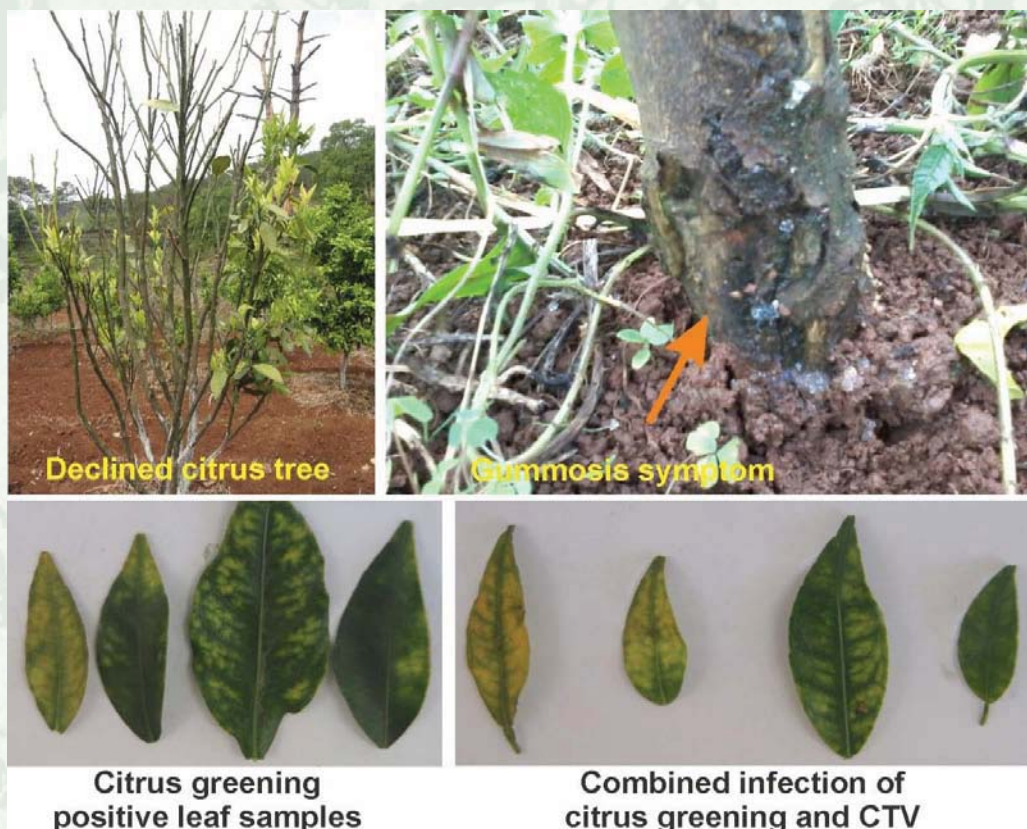 Declined citrus tree
Gummosis symptom
Citrus greening
positive leaf samples
Combined infection of
citrus greening and CTV